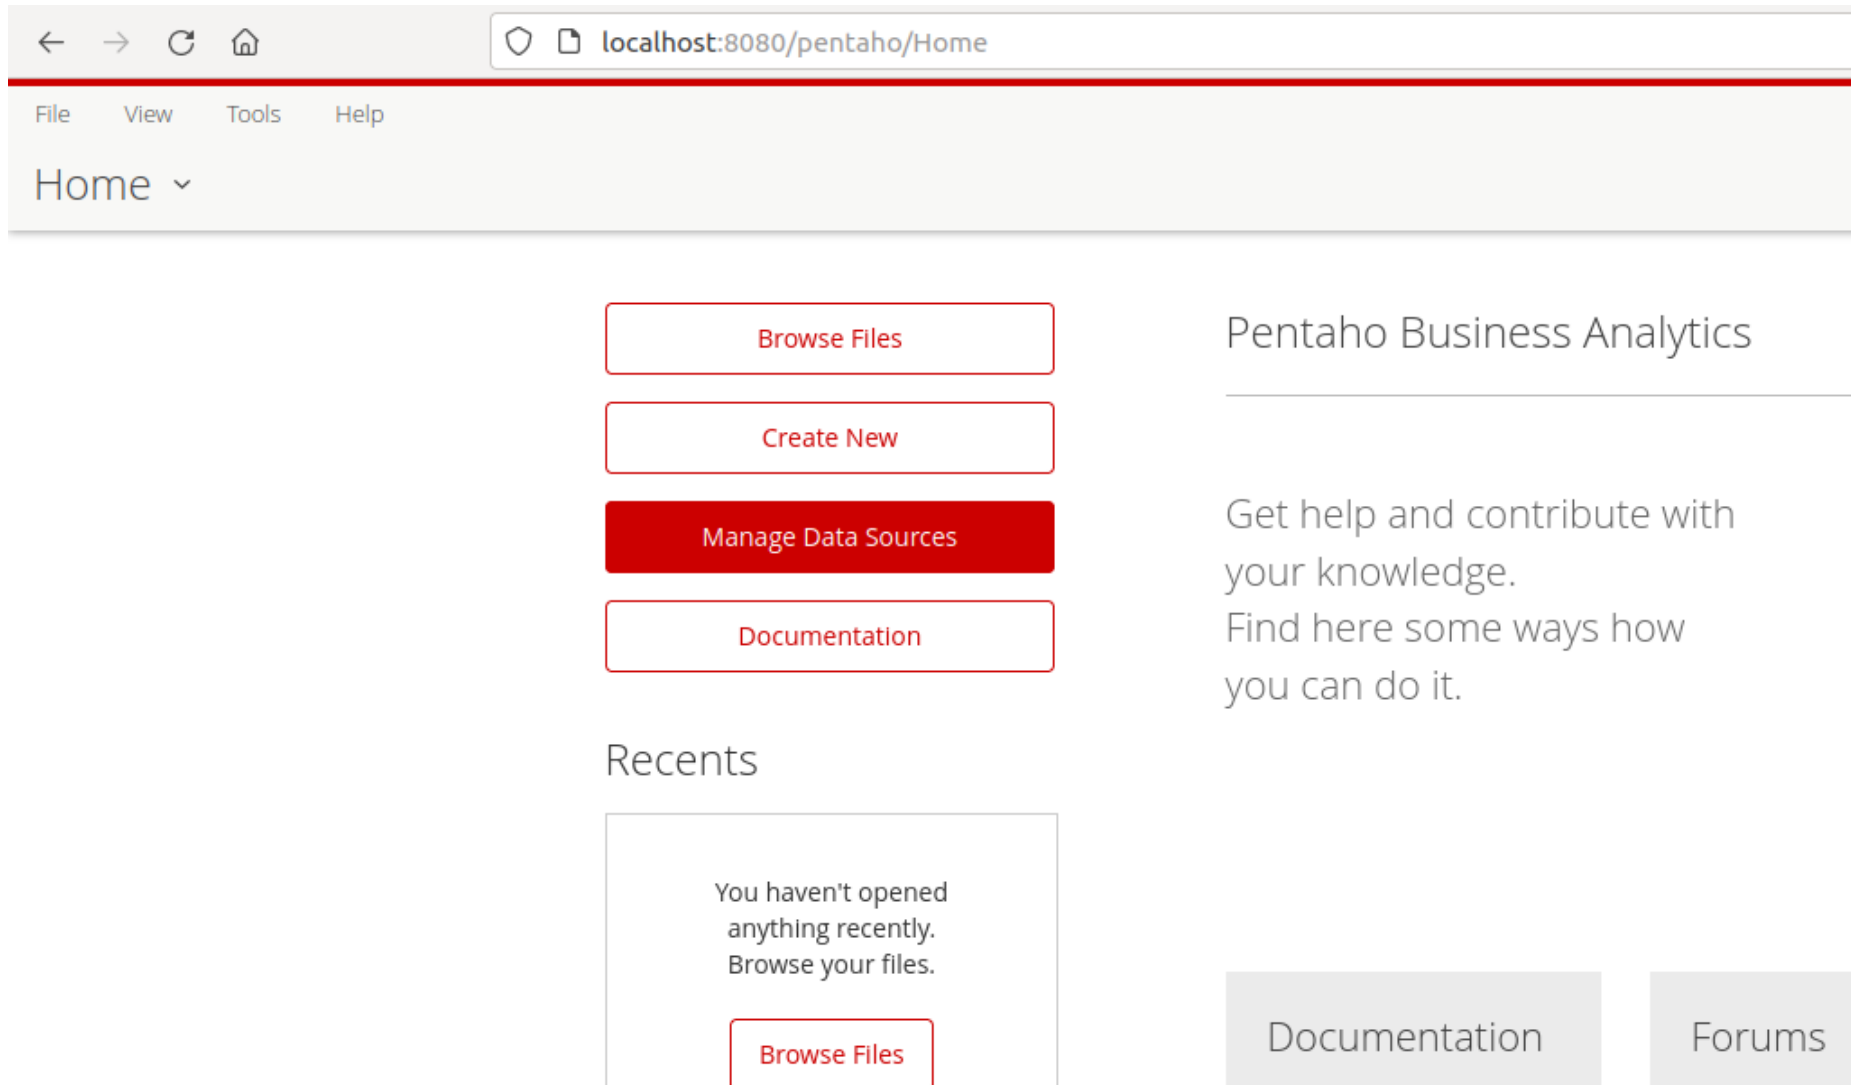 localhost:8080/pentaho/Home
File View Tools Help
Home
Browse Files
Create New
Manage Data Sources
Documentation
Recents
You haven't opened
anything recently.
Browse your files.
Browse Files
Pentaho Business Analytics
Get help and contribute with
your knowledge.
Find here some ways how
you can do it.
Documentation
Forums